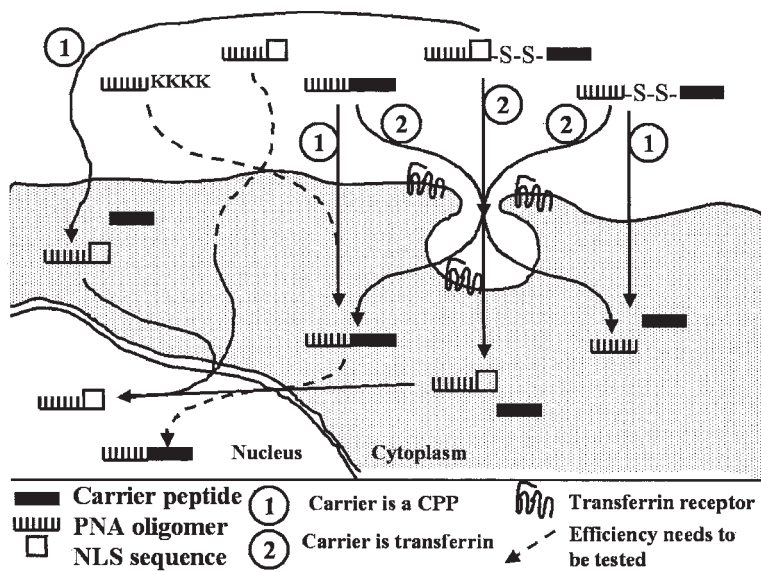 1
-S-S-
KKKK
2
2
2
-S-S-
1
1
Nucleus
Cytoplasm
Carrier peptide
PNA oligomer
NLS sequence
1 Carrier is a CPP
2 Carrier is transferrin
Transferrin receptor
Efficiency needs to
be tested